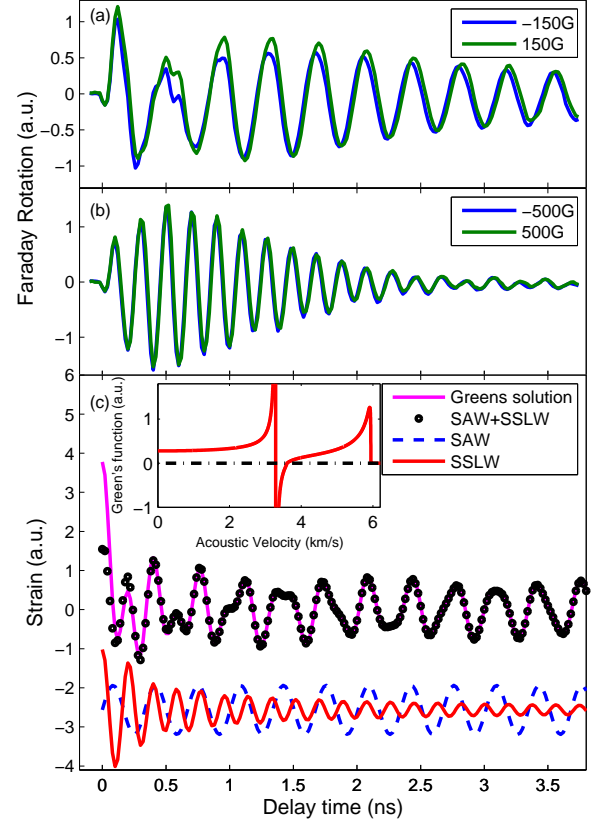 (a)
−150G
150G
1
0.5
0
−0.5
−1
Faraday Rotation (a.u.)
(b)
−500G
500G
1
0
−1
6
5
4
3
2
1
0
−1
−2
−3
−4
Strain (a.u.)
(c)
Greens solution
SAW+SSLW
SAW
SSLW
Green's function (a.u.)
1
0
−1
0
2
4
6
Acoustic Velocity (km/s)
0
0.5
1
1.5
2
2.5
3
3.5
Delay time (ns)